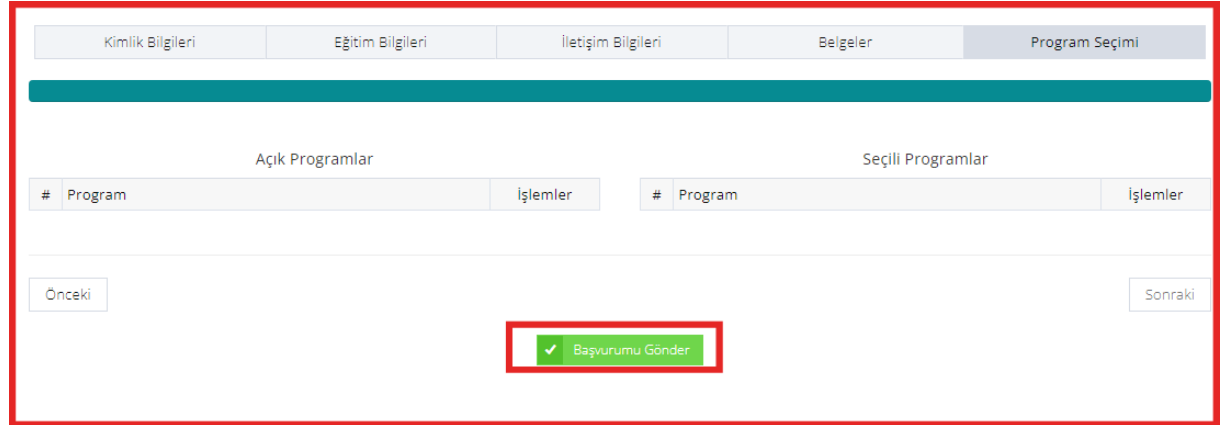 Kimlik Bilgileri Eğitim Bilgileri İletişim Bilgileri Belgeler Program Seçimi
Açık Programlar Seçili Programlar
# Program İşlemler # Program İşlemler
Önceki Sonraki
Başvurumu Gönder